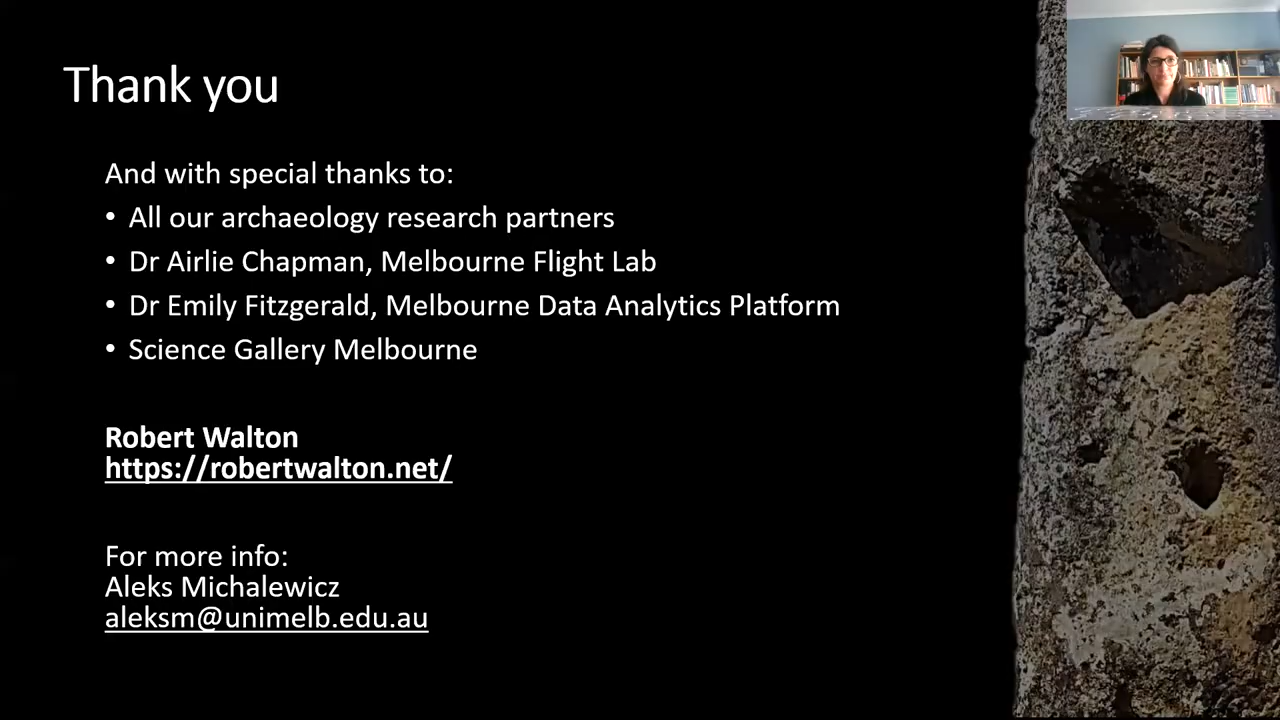 Thank you
And with special thanks to:
• All our archaeology research partners
• Dr Airlie Chapman, Melbourne Flight Lab
• Dr Emily Fitzgerald, Melbourne Data Analytics Platform
• Science Gallery Melbourne
Robert Walton
https://robertwalton.net/
For more info:
Aleks Michalewicz
aleksm@unimelb.edu.au